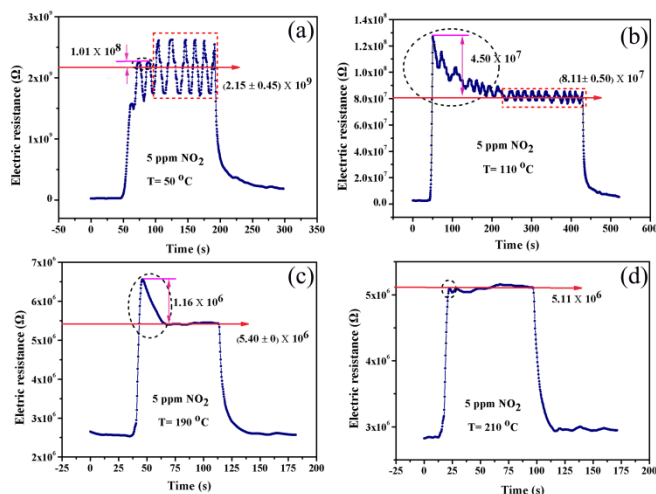 (a)
3x10⁹
2x10⁹
1x10⁹
0
Electric resistance (Ω)
1.01 X 10⁸
(2.15 ± 0.45) X 10⁹
5 ppm NO₂
T= 50 ⁰C
-50 0 50 100 150 200 250 300 350
Time (s)
(b)
1.4x10⁸
1.2x10⁸
1.0x10⁸
8.0x10⁷
6.0x10⁷
4.0x10⁷
2.0x10⁷
0.0
Electrric resistance (Ω)
4.50 X 10⁷
(8.11± 0.50) X 10⁷
5 ppm NO₂
T= 110 ⁰C
-100 0 100 200 300 400 500 600
Time (s)
(c)
7x10⁶
6x10⁶
5x10⁶
4x10⁶
3x10⁶
2x10⁶
Eletric resistance (Ω)
1.16 X 10⁶
(5.40 ± 0) X 10⁶
5 ppm NO₂
T= 190 ⁰C
-25 0 25 50 75 100 125 150 175 200
Time (s)
(d)
5x10⁶
4x10⁶
3x10⁶
Electric resistance (Ω)
5.11 X 10⁶
5 ppm NO₂
T= 210 ⁰C
-25 0 25 50 75 100 125 150 175 200
Time (s)